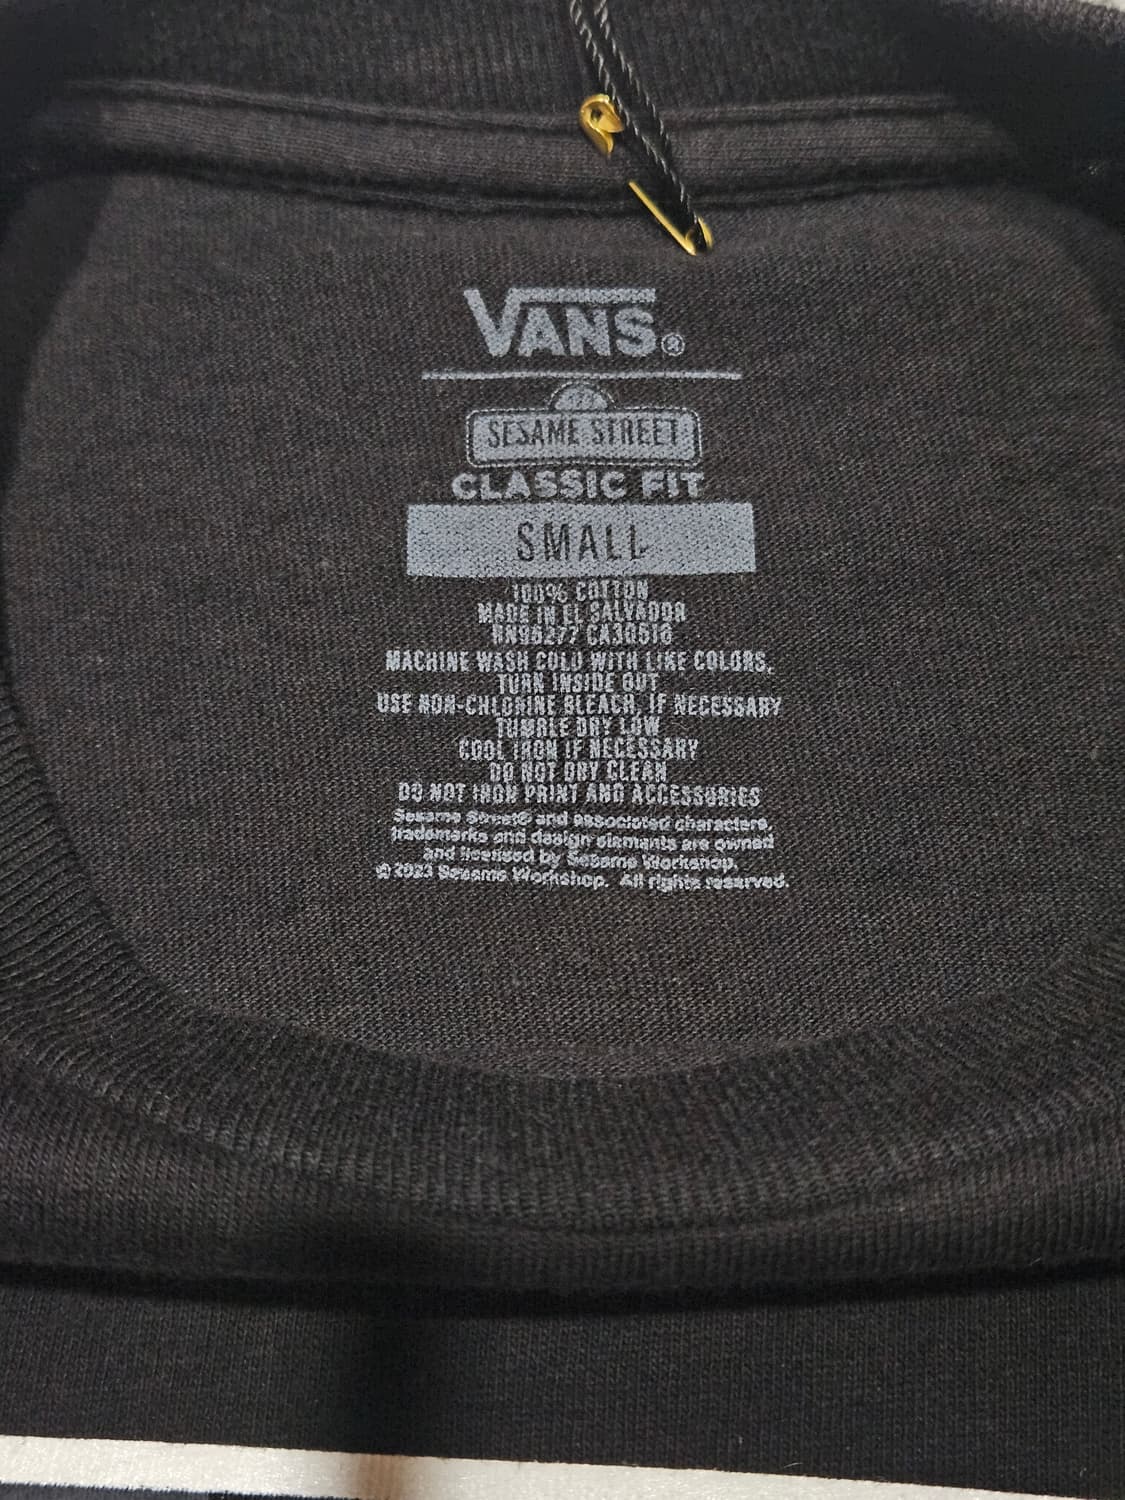 VANS®
SESAME STREET
CLASSIC FIT
SMALL
100% COTTON
MADE IN EL SALVADOR
RN96277 CA30516
MACHINE WASH COLD WITH LIKE COLORS,
TURN INSIDE OUT
USE NON-CHLORINE BLEACH, IF NECESSARY
TUMBLE DRY LOW
COOL IRON IF NECESSARY
DO NOT DRY CLEAN
DO NOT IRON PRINT AND ACCESSORIES
Sesame Street® and associated characters,
trademarks and design elements are owned
and licensed by Sesame Workshop.
© 2023 Sesame Workshop. All rights reserved.